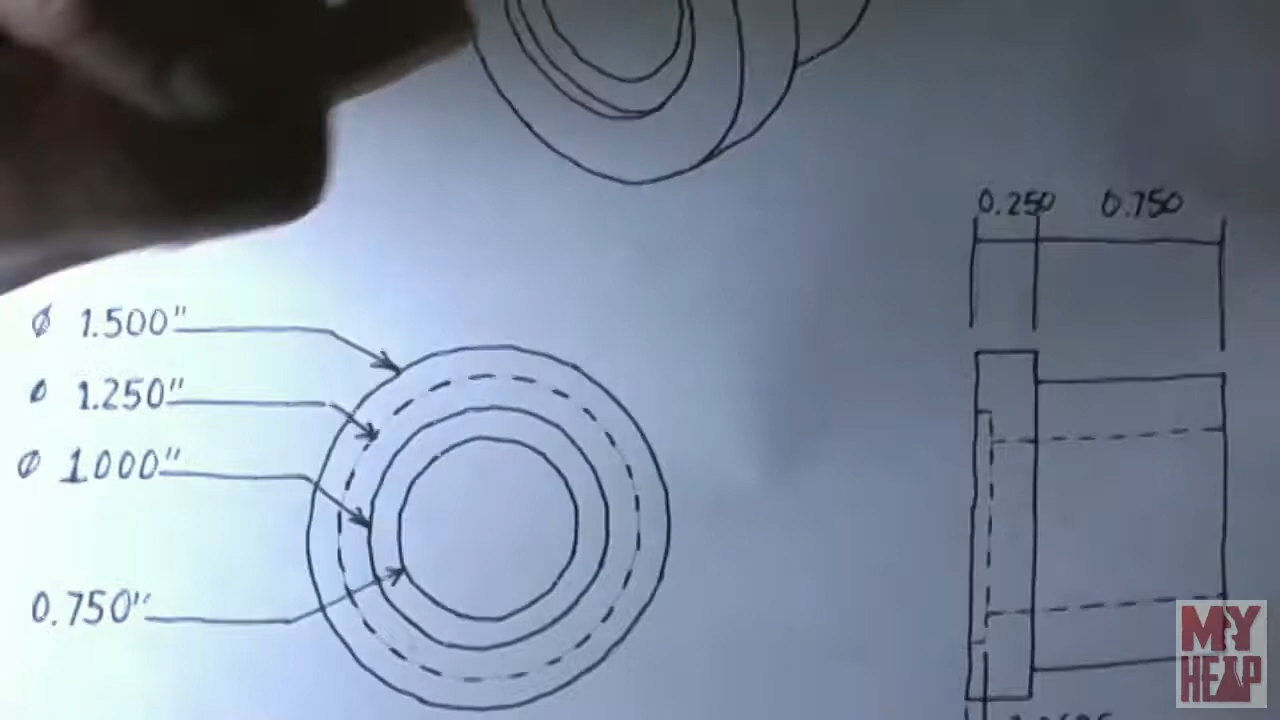 0.250 0.750
Ø 1.500"
Ø 1.250"
Ø 1.000"
0.750"
MY
HEAP